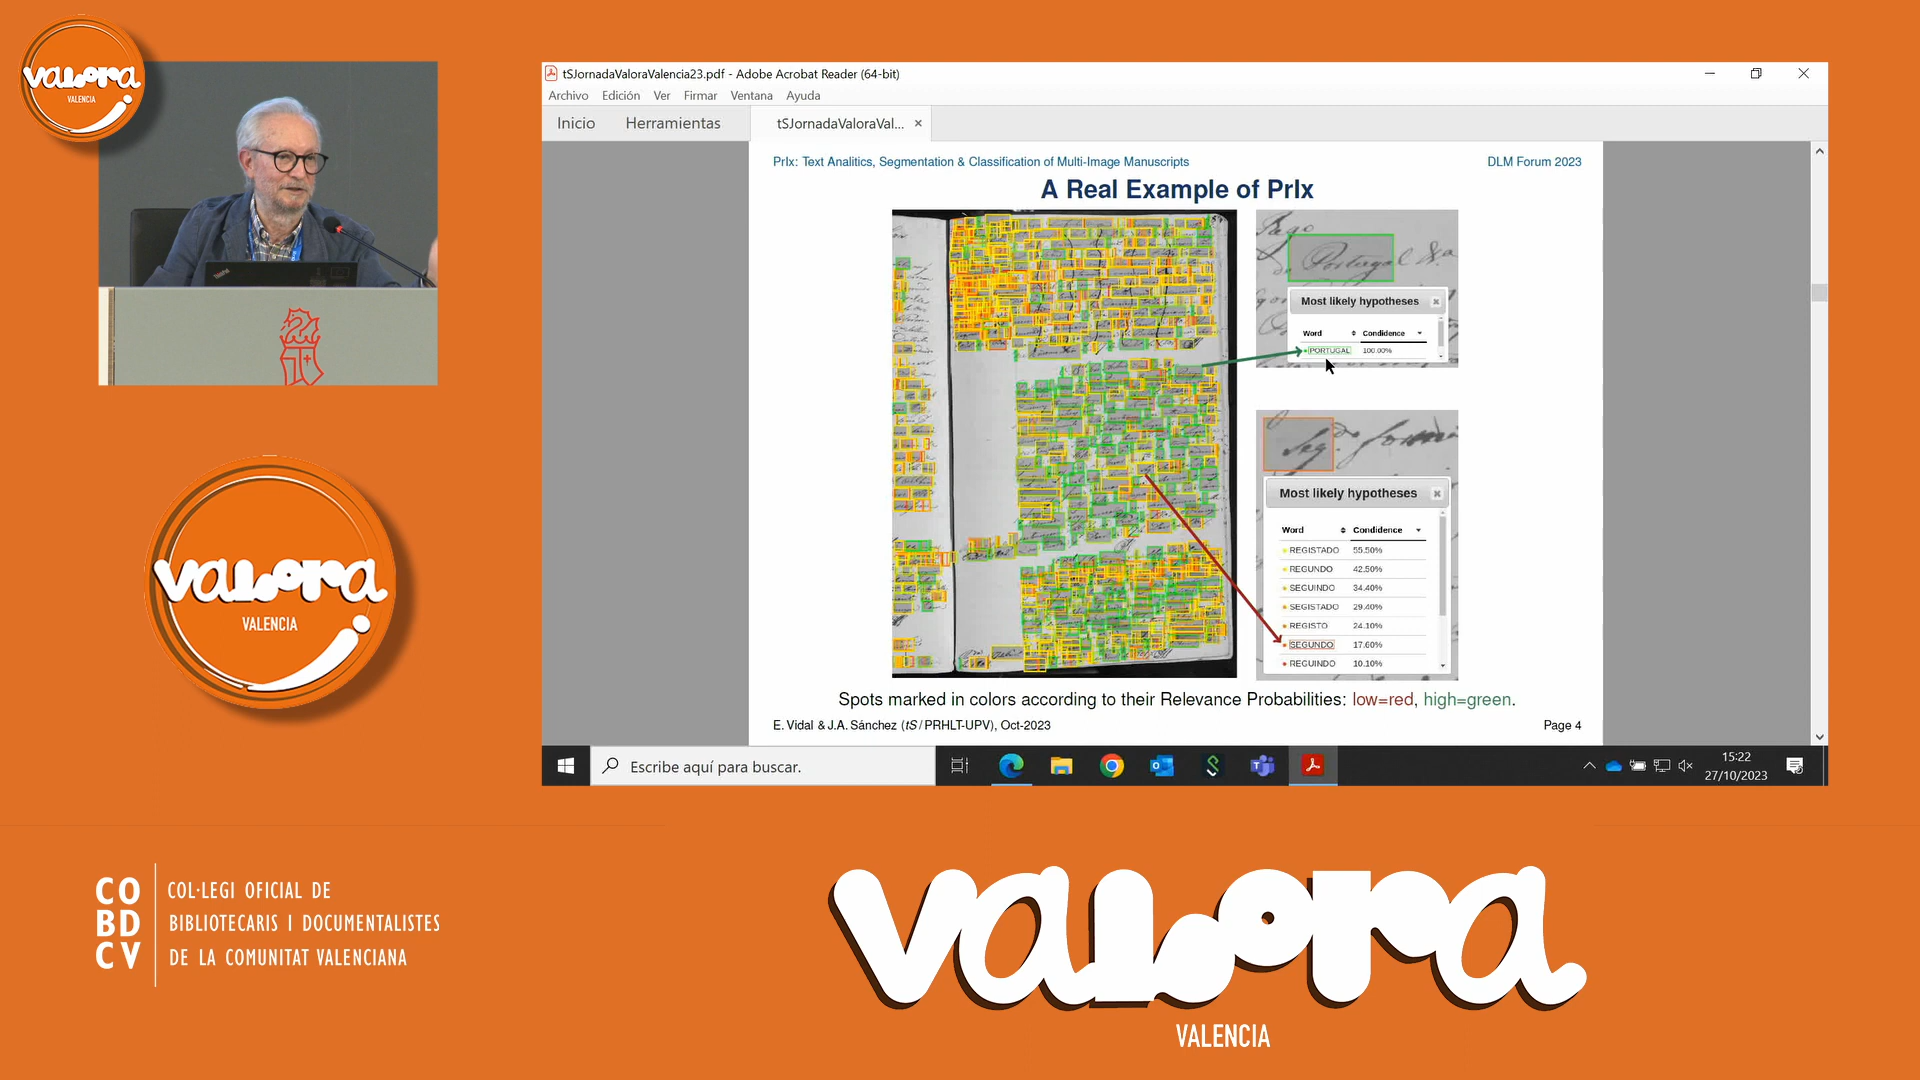 valora
VALENCIA
tSJornadaValoraValencia23.pdf - Adobe Acrobat Reader (64-bit)
Archivo Edición Ver Firmar Ventana Ayuda
Inicio Herramientas tSJornadaValoraVal... ×
PrIx: Text Analitics, Segmentation & Classification of Multi-Image Manuscripts DLM Forum 2023
A Real Example of PrIx
Pago
Portugal
Most likely hypotheses
Word Condidence
PORTUGAL 100.00%
Most likely hypotheses
Word Condidence
REGISTADO 55.50%
REGUNDO 42.50%
SEGUINDO 34.40%
SEGISTADO 29.40%
REGISTO 24.10%
SEGUNDO 17.60%
REGUINDO 10.10%
Spots marked in colors according to their Relevance Probabilities: low=red, high=green.
E. Vidal & J.A. Sánchez (tS / PRHLT-UPV), Oct-2023 Page 4
Escribe aquí para buscar.
15:22
27/10/2023
valora
VALENCIA
CO
BD
CV
COL·LEGI OFICIAL DE
BIBLIOTECARIS I DOCUMENTALISTES
DE LA COMUNITAT VALENCIANA
valora
VALENCIA